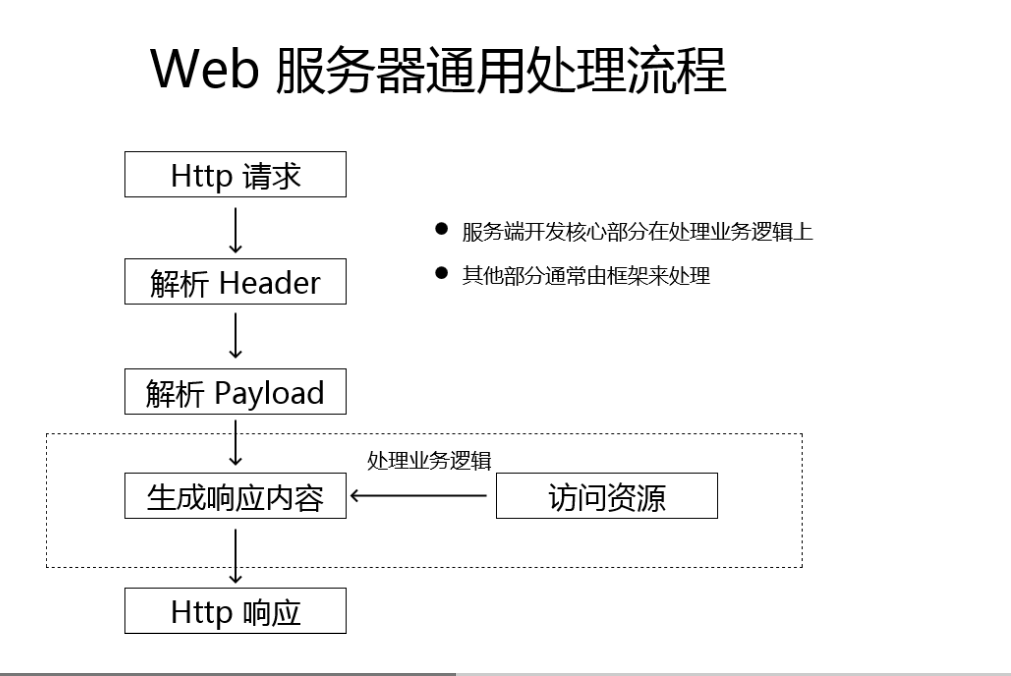 Web 服务器通用处理流程
Http 请求
服务端开发核心部分在处理业务逻辑上
其他部分通常由框架来处理
解析 Header
解析 Payload
处理业务逻辑
生成响应内容
访问资源
Http 响应